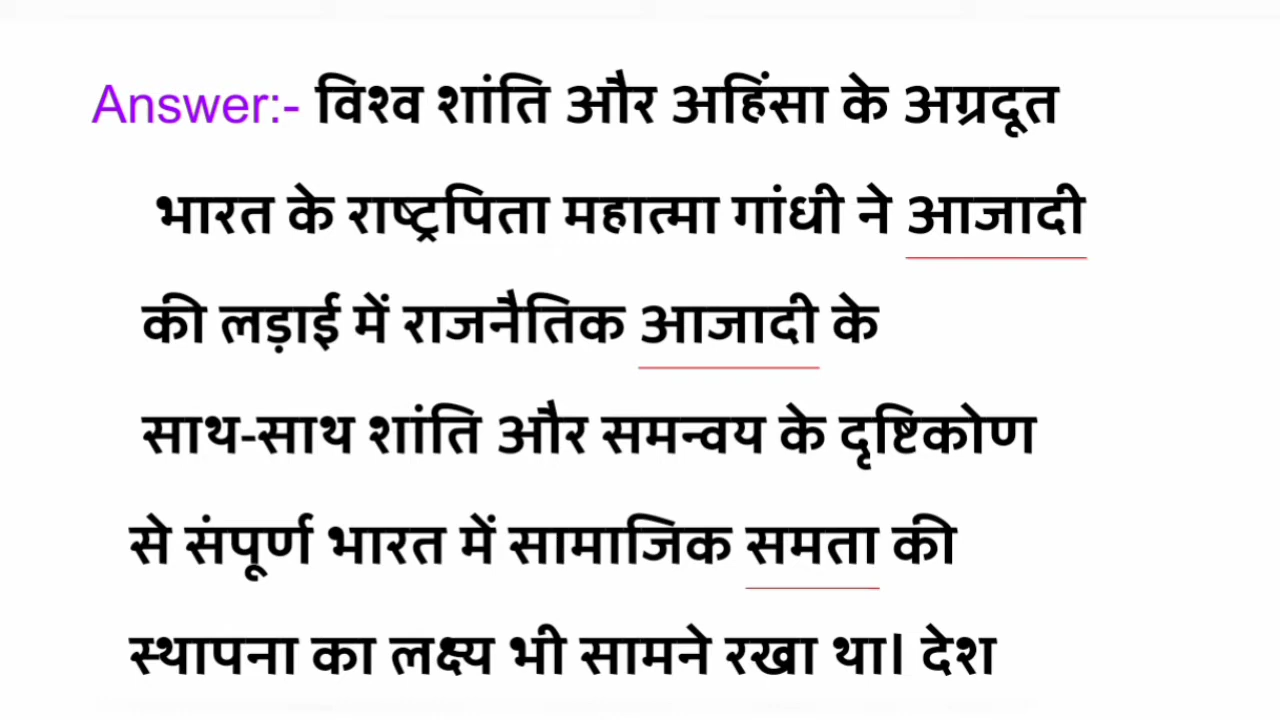 Answer:- विश्व शांति और अहिंसा के अग्रदूत
भारत के राष्ट्रपिता महात्मा गांधी ने आजादी
की लड़ाई में राजनैतिक आजादी के
साथ-साथ शांति और समन्वय के दृष्टिकोण
से संपूर्ण भारत में सामाजिक समता की
स्थापना का लक्ष्य भी सामने रखा था। देश